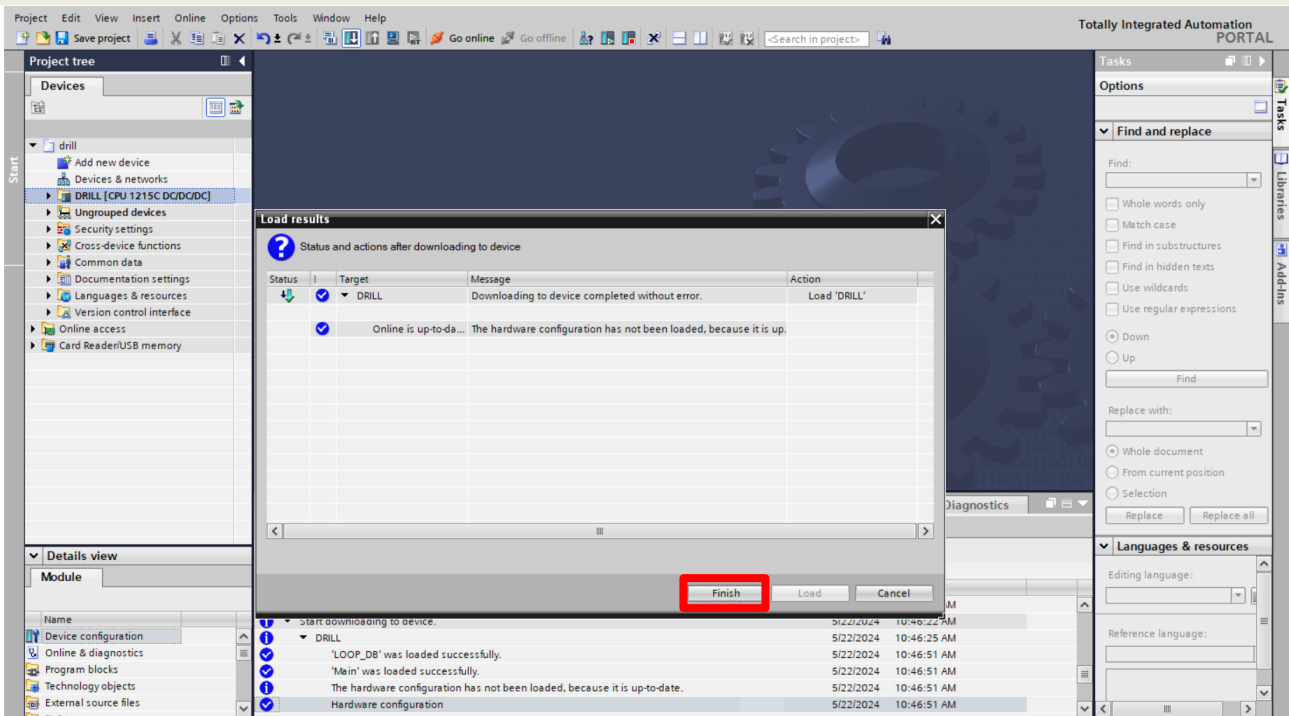 Project Edit View Insert Online Options Tools Window Help
Totally Integrated Automation
PORTAL
Save project Go online Go offline <Search in project>
Project tree
Devices
Start
drill
Add new device
Devices & networks
DRILL [CPU 1215C DC/DC/DC]
Ungrouped devices
Security settings
Cross-device functions
Common data
Documentation settings
Languages & resources
Version control interface
Online access
Card Reader/USB memory
Details view
Module
Name
Device configuration
Online & diagnostics
Program blocks
Technology objects
External source files
Load results
Status and actions after downloading to device
Status ! Target Message Action
DRILL Downloading to device completed without error. Load 'DRILL'
Online is up-to-da... The hardware configuration has not been loaded, because it is up.
Finish Load Cancel
Diagnostics
AM
Start downloading to device. 5/22/2024 10:46:22 AM
DRILL 5/22/2024 10:46:25 AM
'LOOP_DB' was loaded successfully. 5/22/2024 10:46:51 AM
'Main' was loaded successfully. 5/22/2024 10:46:51 AM
The hardware configuration has not been loaded, because it is up-to-date. 5/22/2024 10:46:51 AM
Hardware configuration 5/22/2024 10:46:51 AM
Tasks
Options
Find and replace
Find:
Whole words only
Match case
Find in substructures
Find in hidden texts
Use wildcards
Use regular expressions
Down
Up
Find
Replace with:
Whole document
From current position
Selection
Replace Replace all
Languages & resources
Editing language:
Reference language:
Tasks
Libraries
Add-Ins